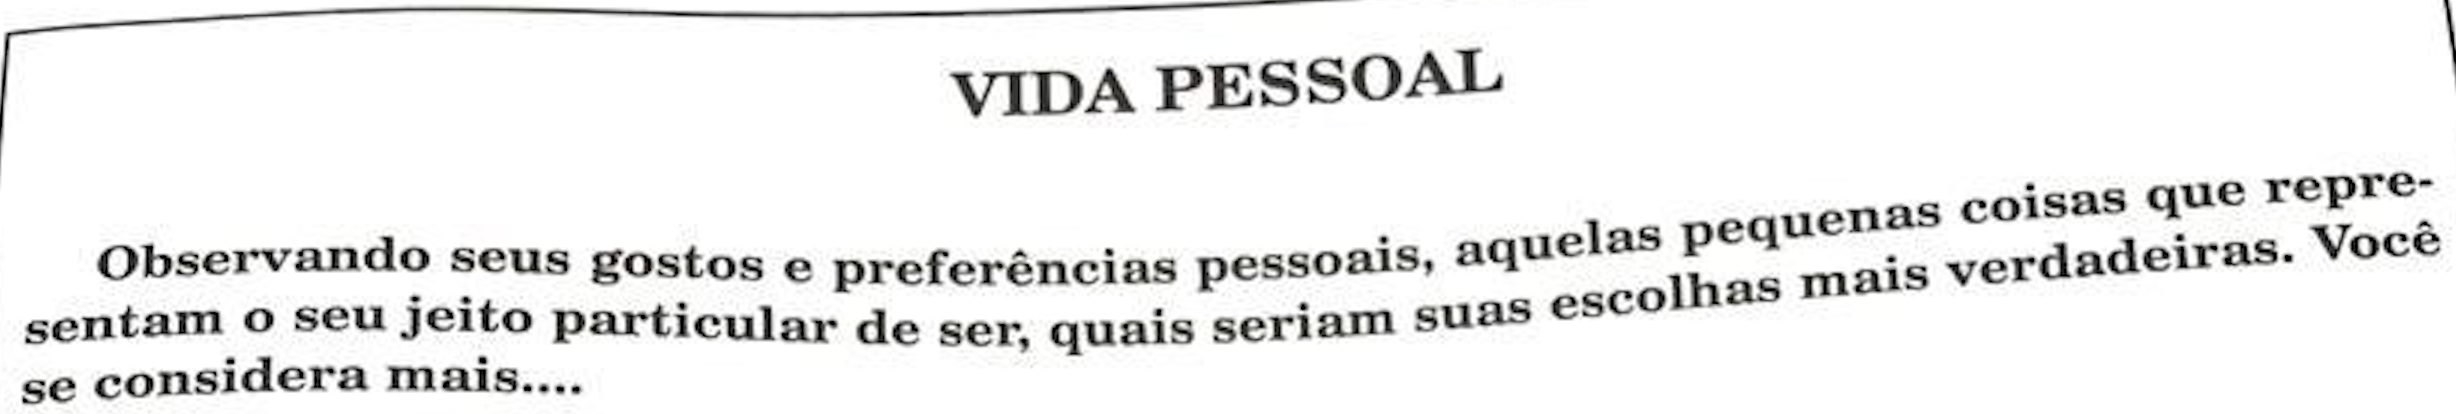 VIDA PESSOAL
Observando seus gostos e preferências pessoais, aquelas pequenas coisas que repre-
sentam o seu jeito particular de ser, quais seriam suas escolhas mais verdadeiras. Você
se considera mais....